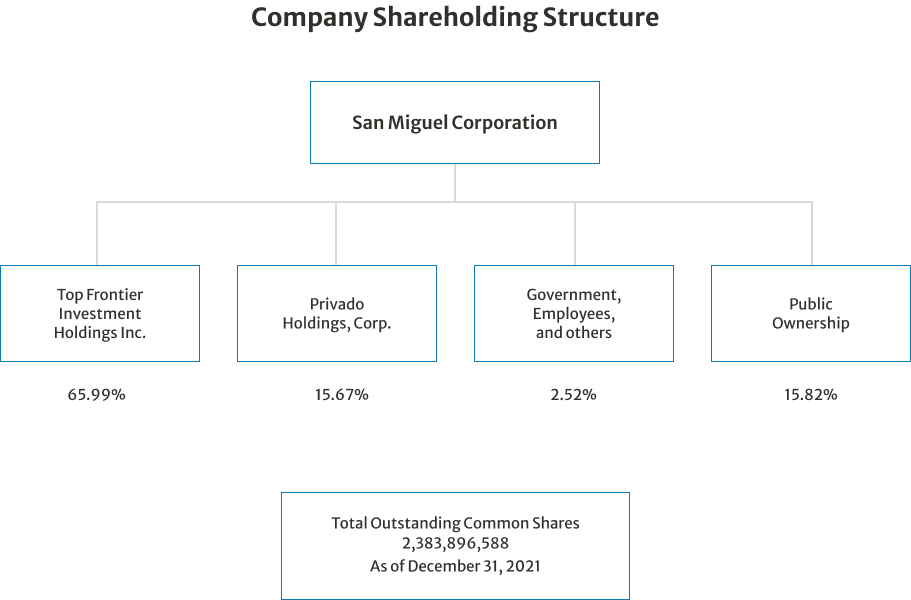 Company Shareholding Structure
San Miguel Corporation
Top Frontier
Investment
Holdings Inc.
65.99%
Privado
Holdings, Corp.
15.67%
Government,
Employees,
and others
2.52%
Public
Ownership
15.82%
Total Outstanding Common Shares
2,383,896,588
As of December 31, 2021